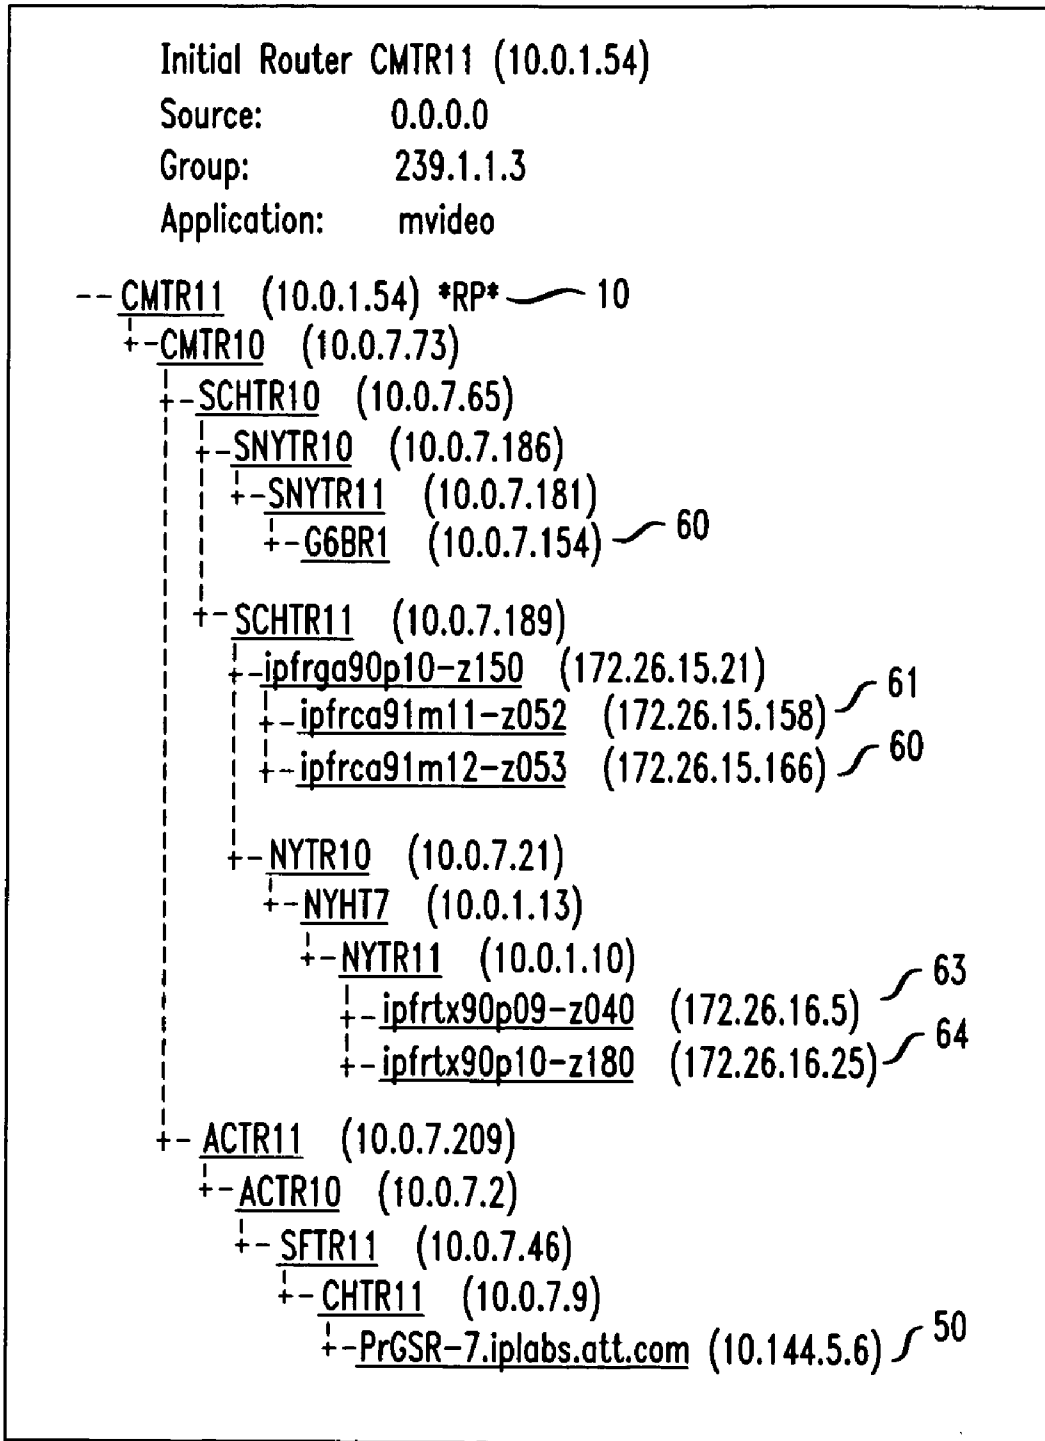 Initial Router CMTR11 (10.0.1.54)
Source: 0.0.0.0
Group: 239.1.1.3
Application: mvideo
-- CMTR11 (10.0.1.54) *RP* 10
+-CMTR10 (10.0.7.73)
+-SCHTR10 (10.0.7.65)
+-SNYTR10 (10.0.7.186)
+-SNYTR11 (10.0.7.181)
+-G6BR1 (10.0.7.154) 60
+-SCHTR11 (10.0.7.189)
+-ipfrga90p10-z150 (172.26.15.21)
+-ipfrca91m11-z052 (172.26.15.158) 61
+-ipfrca91m12-z053 (172.26.15.166) 60
+-NYTR10 (10.0.7.21)
+-NYHT7 (10.0.1.13)
+-NYTR11 (10.0.1.10)
+-ipfrtx90p09-z040 (172.26.16.5) 63
+-ipfrtx90p10-z180 (172.26.16.25) 64
+- ACTR11 (10.0.7.209)
+-ACTR10 (10.0.7.2)
+- SFTR11 (10.0.7.46)
+- CHTR11 (10.0.7.9)
+-PrGSR-7.iplabs.att.com (10.144.5.6) 50